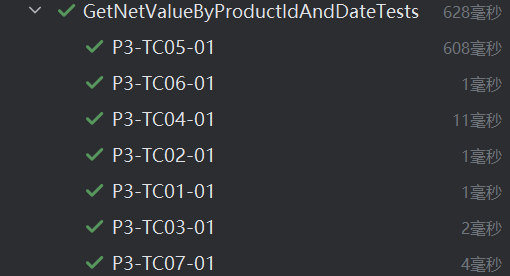 GetNetValueByProductIdAndDateTests 628毫秒
P3-TC05-01 608毫秒
P3-TC06-01 1毫秒
P3-TC04-01 11毫秒
P3-TC02-01 1毫秒
P3-TC01-01 1毫秒
P3-TC03-01 2毫秒
P3-TC07-01 4毫秒